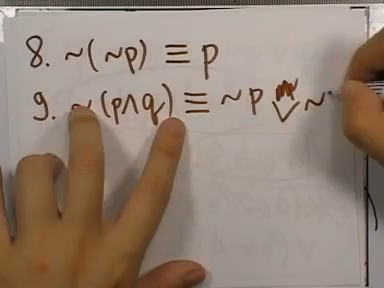 8. ~(~p) ≡ p
9. ~(p∧q) ≡ ~p ∨ ~